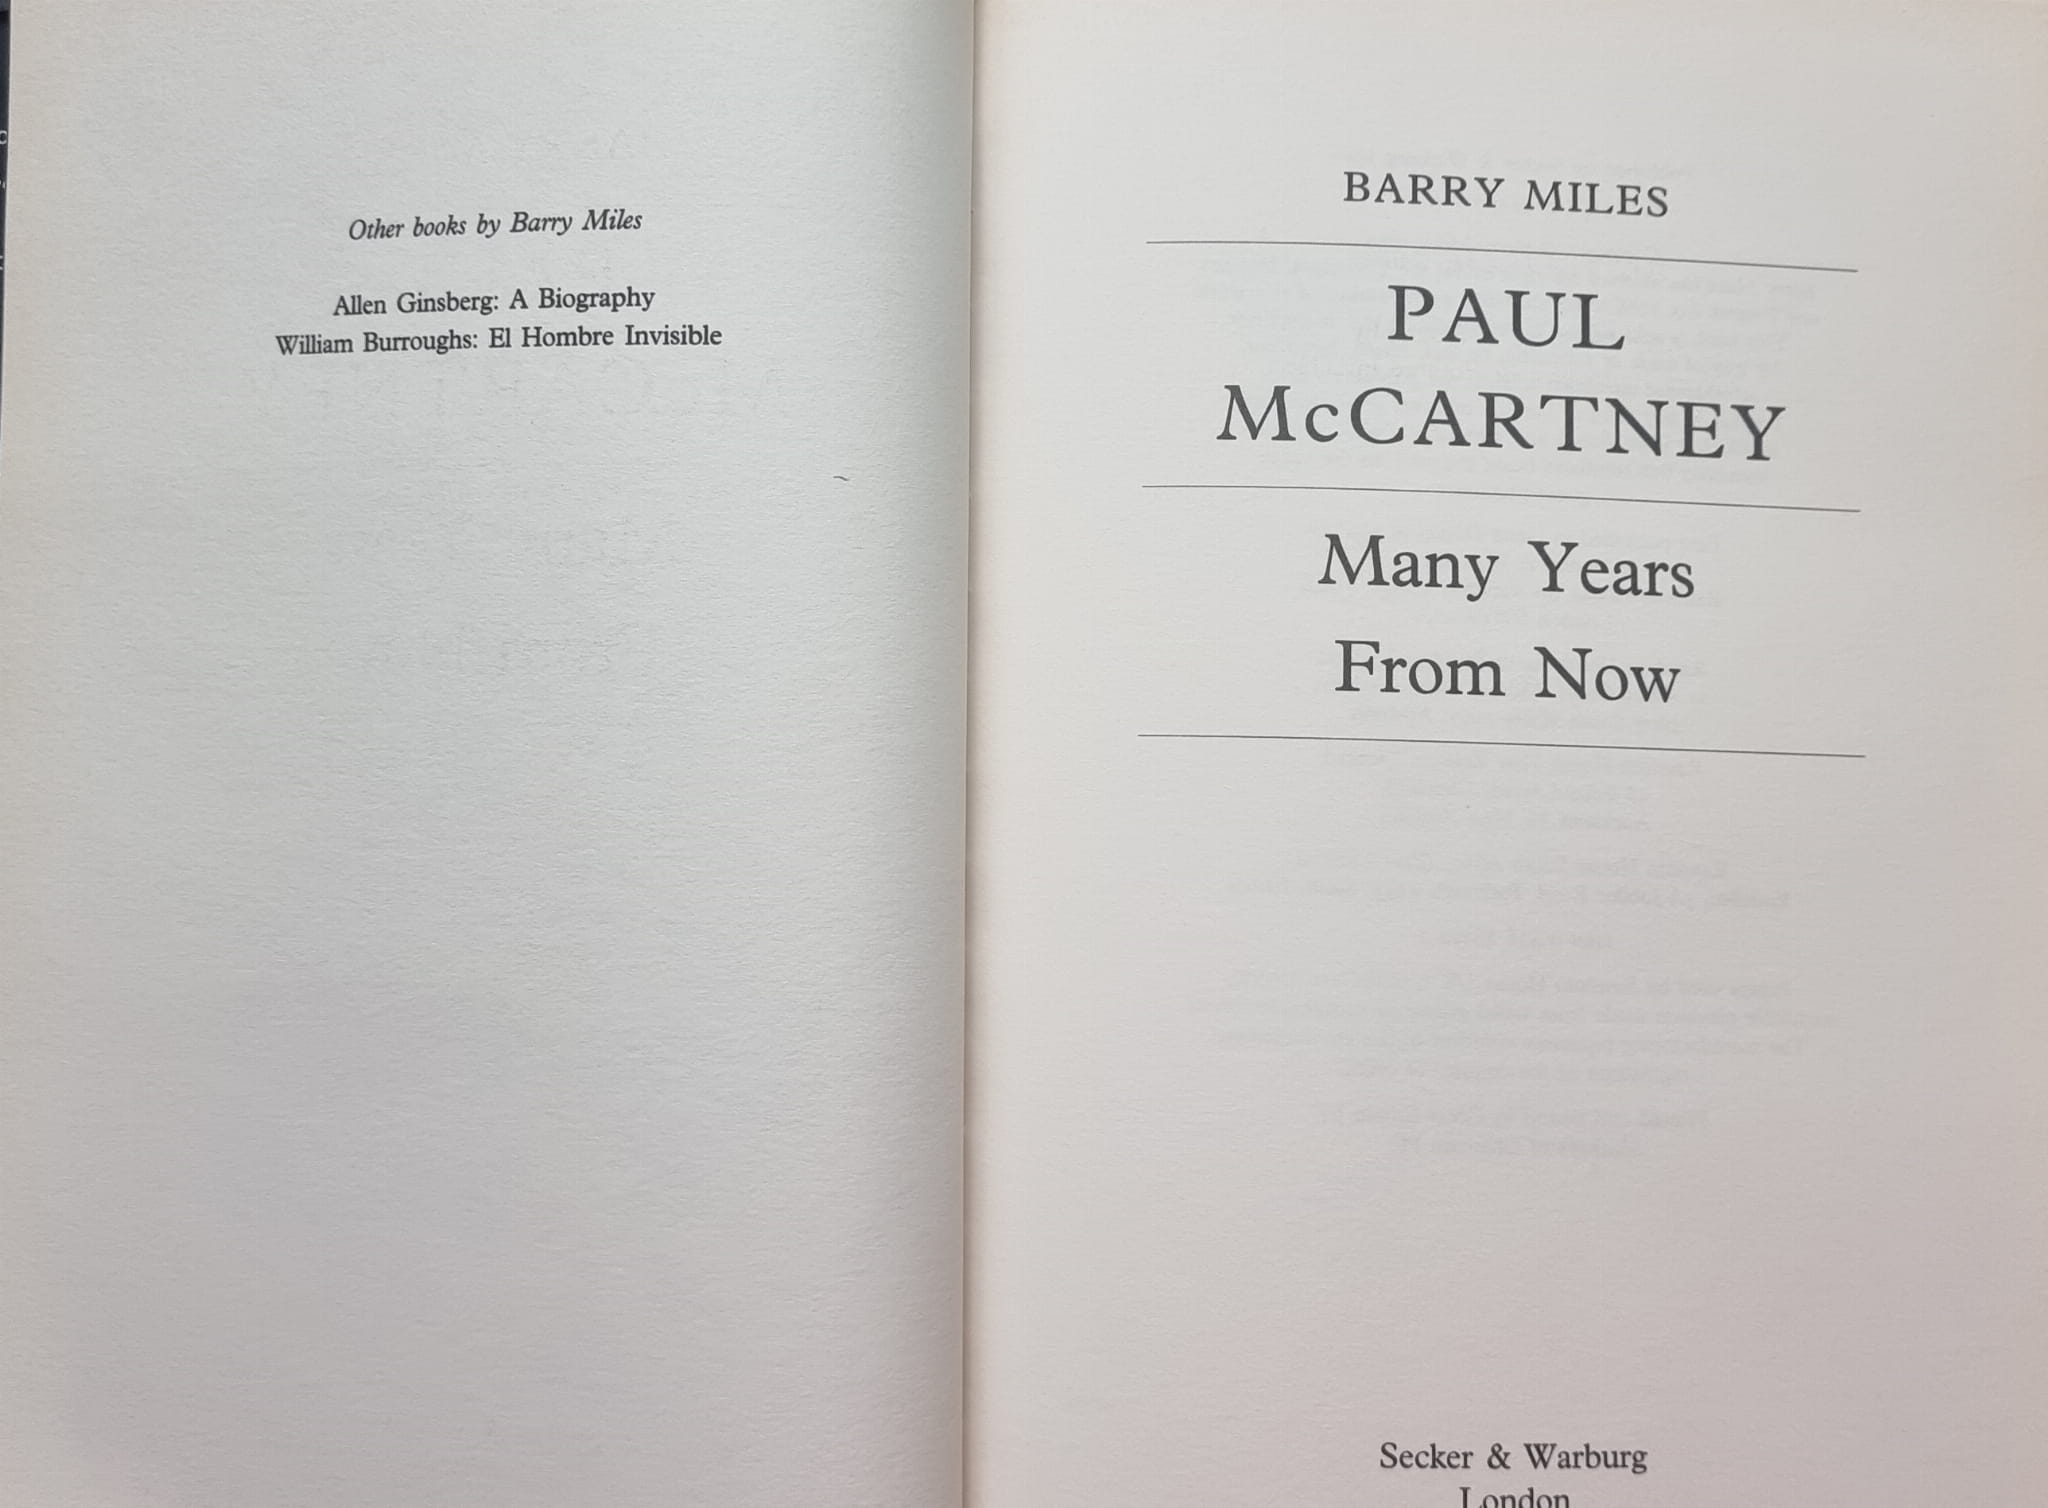 Other books by Barry Miles
Allen Ginsberg: A Biography
William Burroughs: El Hombre Invisible
BARRY MILES
PAUL
McCARTNEY
Many Years
From Now
Secker & Warburg
London